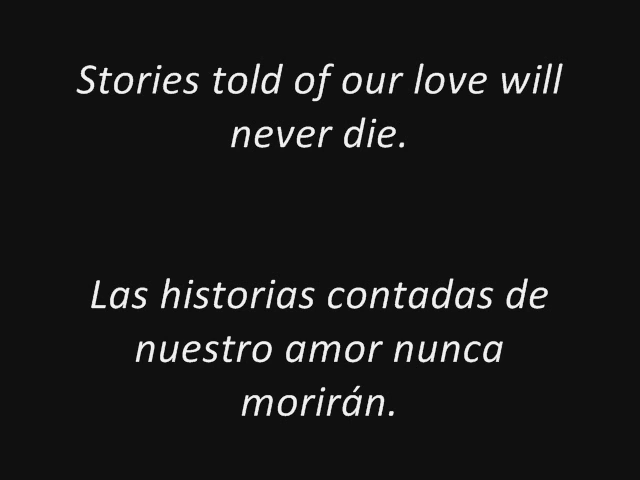 Stories told of our love will
never die.
Las historias contadas de
nuestro amor nunca
morirán.